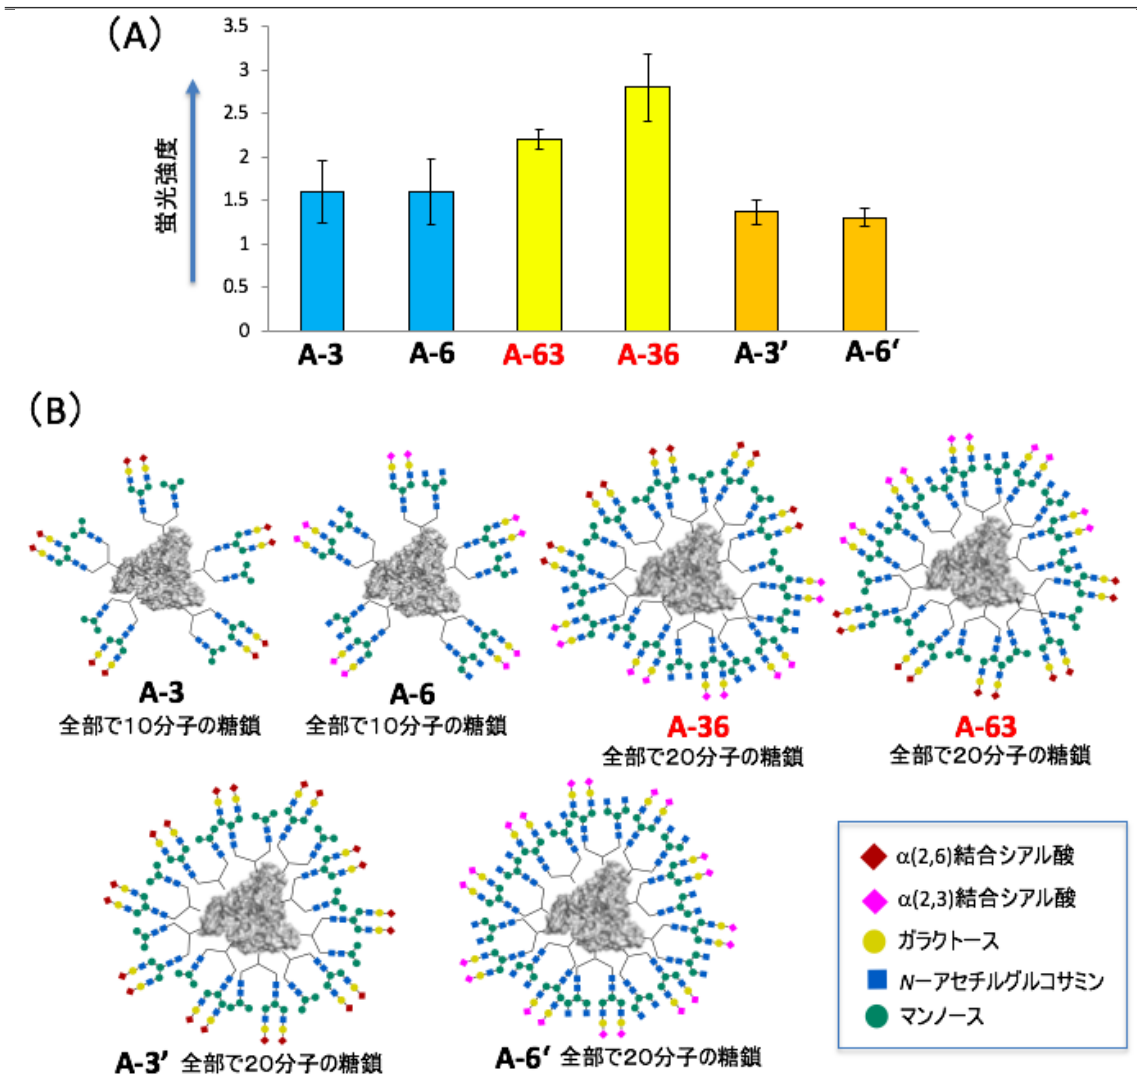 (A)
3.5
3
2.5
2
1.5
1
0.5
0
蛍光強度
A-3 A-6 A-63 A-36 A-3’ A-6‘
(B)
A-3
全部で10分子の糖鎖
A-6
全部で10分子の糖鎖
A-36
全部で20分子の糖鎖
A-63
全部で20分子の糖鎖
A-3’ 全部で20分子の糖鎖
A-6‘ 全部で20分子の糖鎖
α(2,6)結合シアル酸
α(2,3)結合シアル酸
ガラクトース
N−アセチルグルコサミン
マンノース